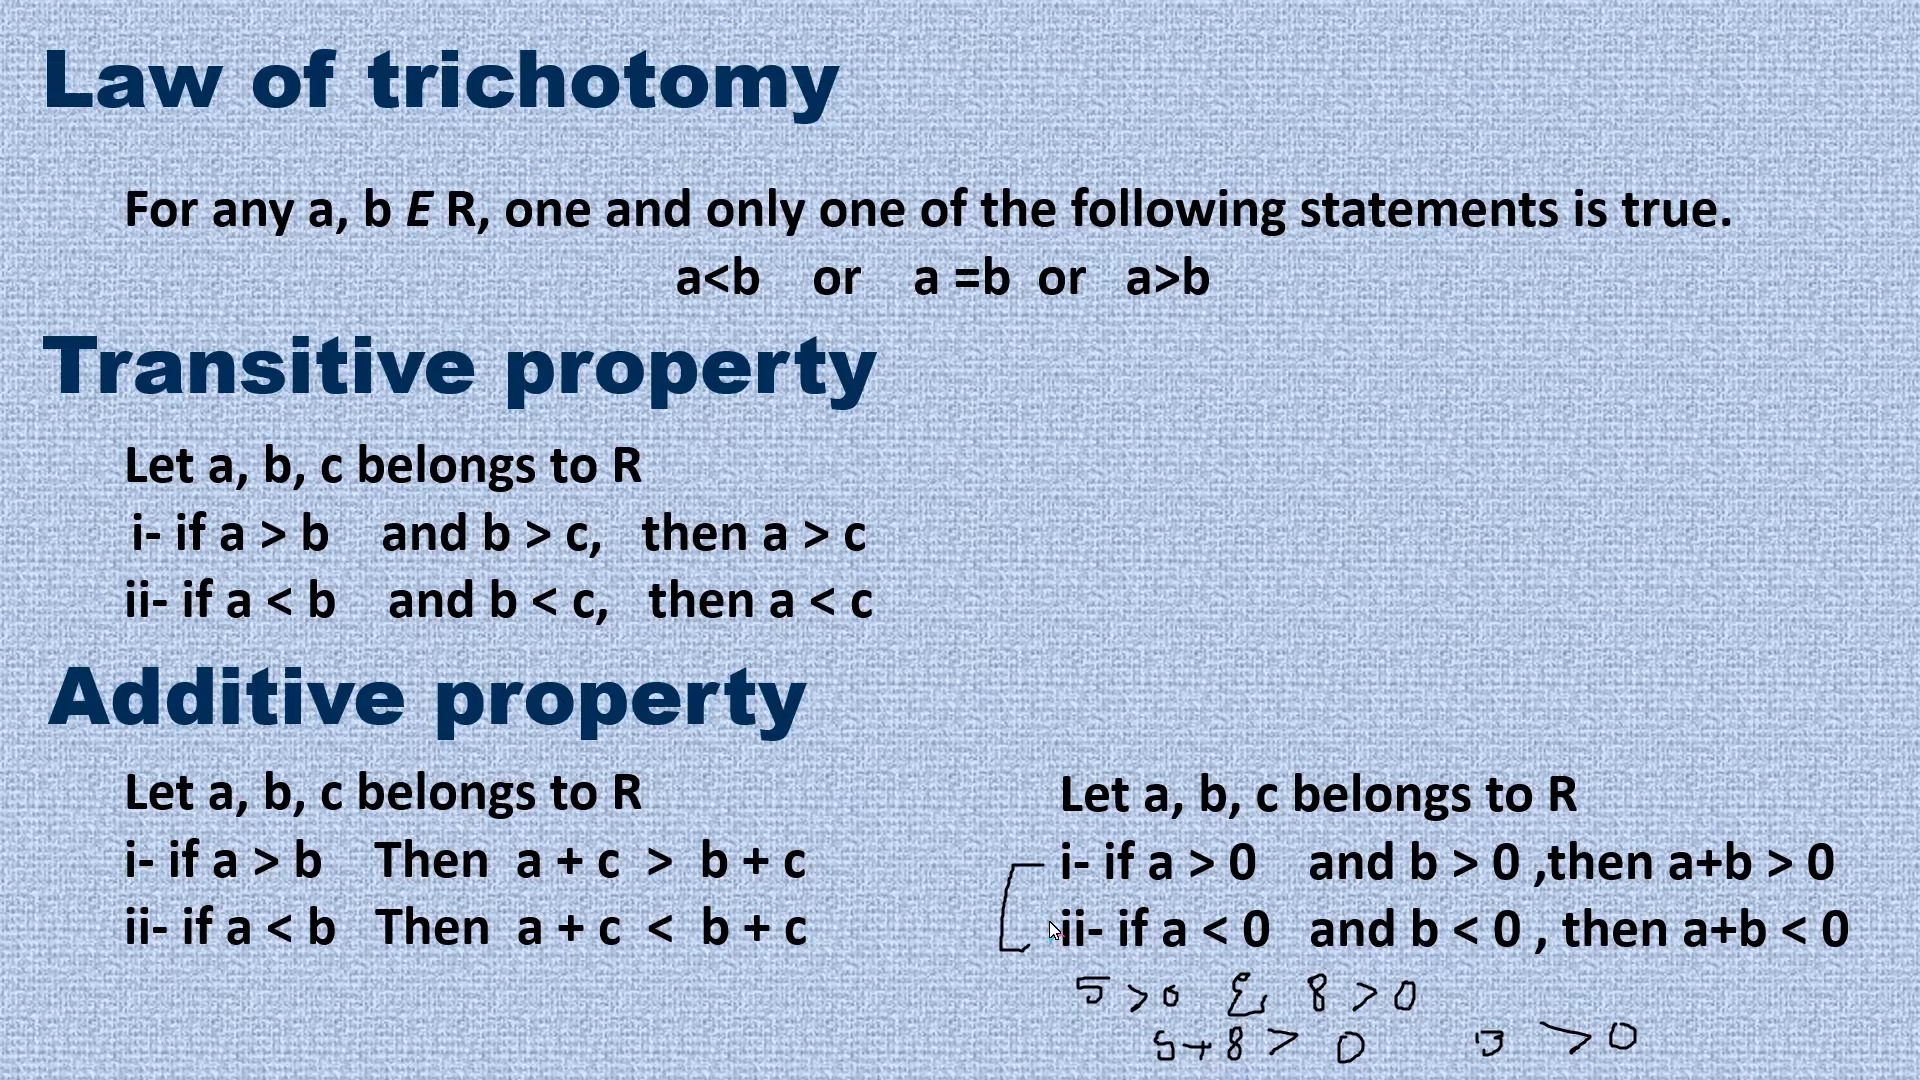 Law of trichotomy
For any a, b E R, one and only one of the following statements is true.
a<b or a =b or a>b
Transitive property
Let a, b, c belongs to R
i- if a > b and b > c, then a > c
ii- if a < b and b < c, then a < c
Additive property
Let a, b, c belongs to R
i- if a > b Then a + c > b + c
ii- if a < b Then a + c < b + c
Let a, b, c belongs to R
i- if a > 0 and b > 0 ,then a+b > 0
ii- if a < 0 and b < 0 , then a+b < 0
5 > 0 & 8 > 0
5+8 > 0 > 0